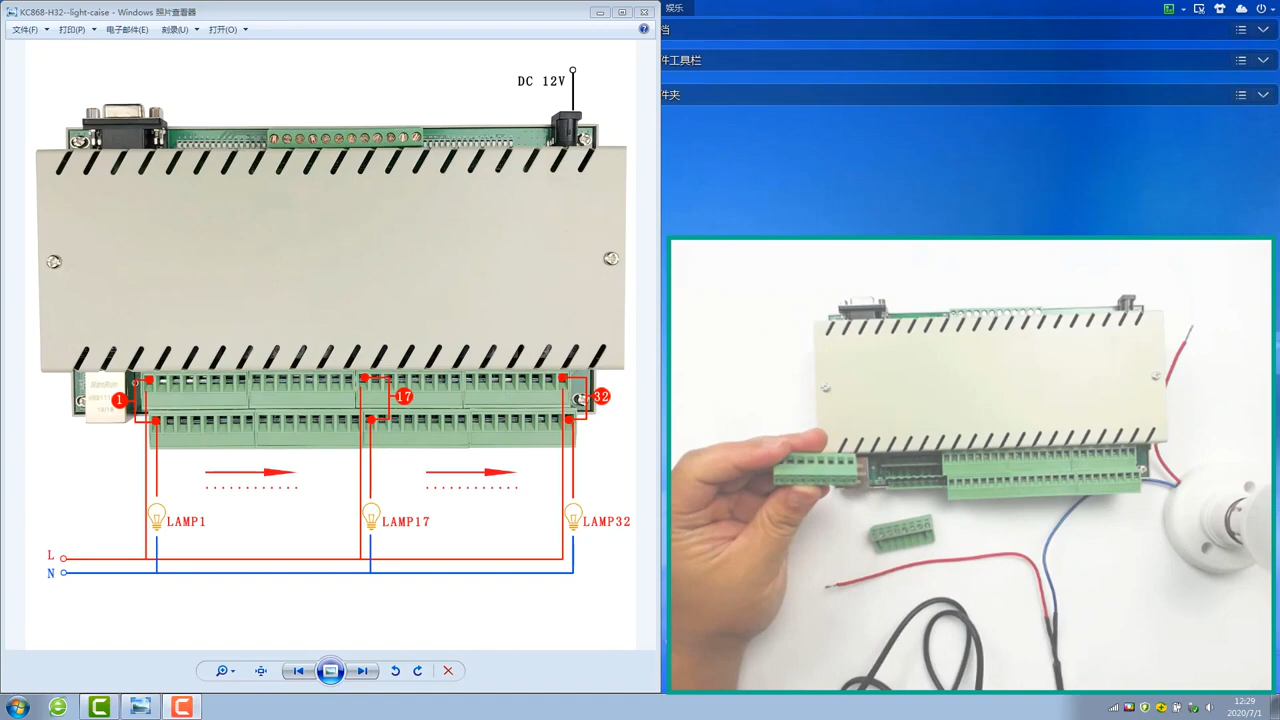 KC868-H32--light-caise - Windows 照片查看器
文件(F) 打印(P) 电子邮件(E) 刻录(U) 打开(O)
娱乐
档
件工具栏
件夹
DC 12V
1
17
32
LAMP1
LAMP17
LAMP32
L
N
12:29
2020/7/1